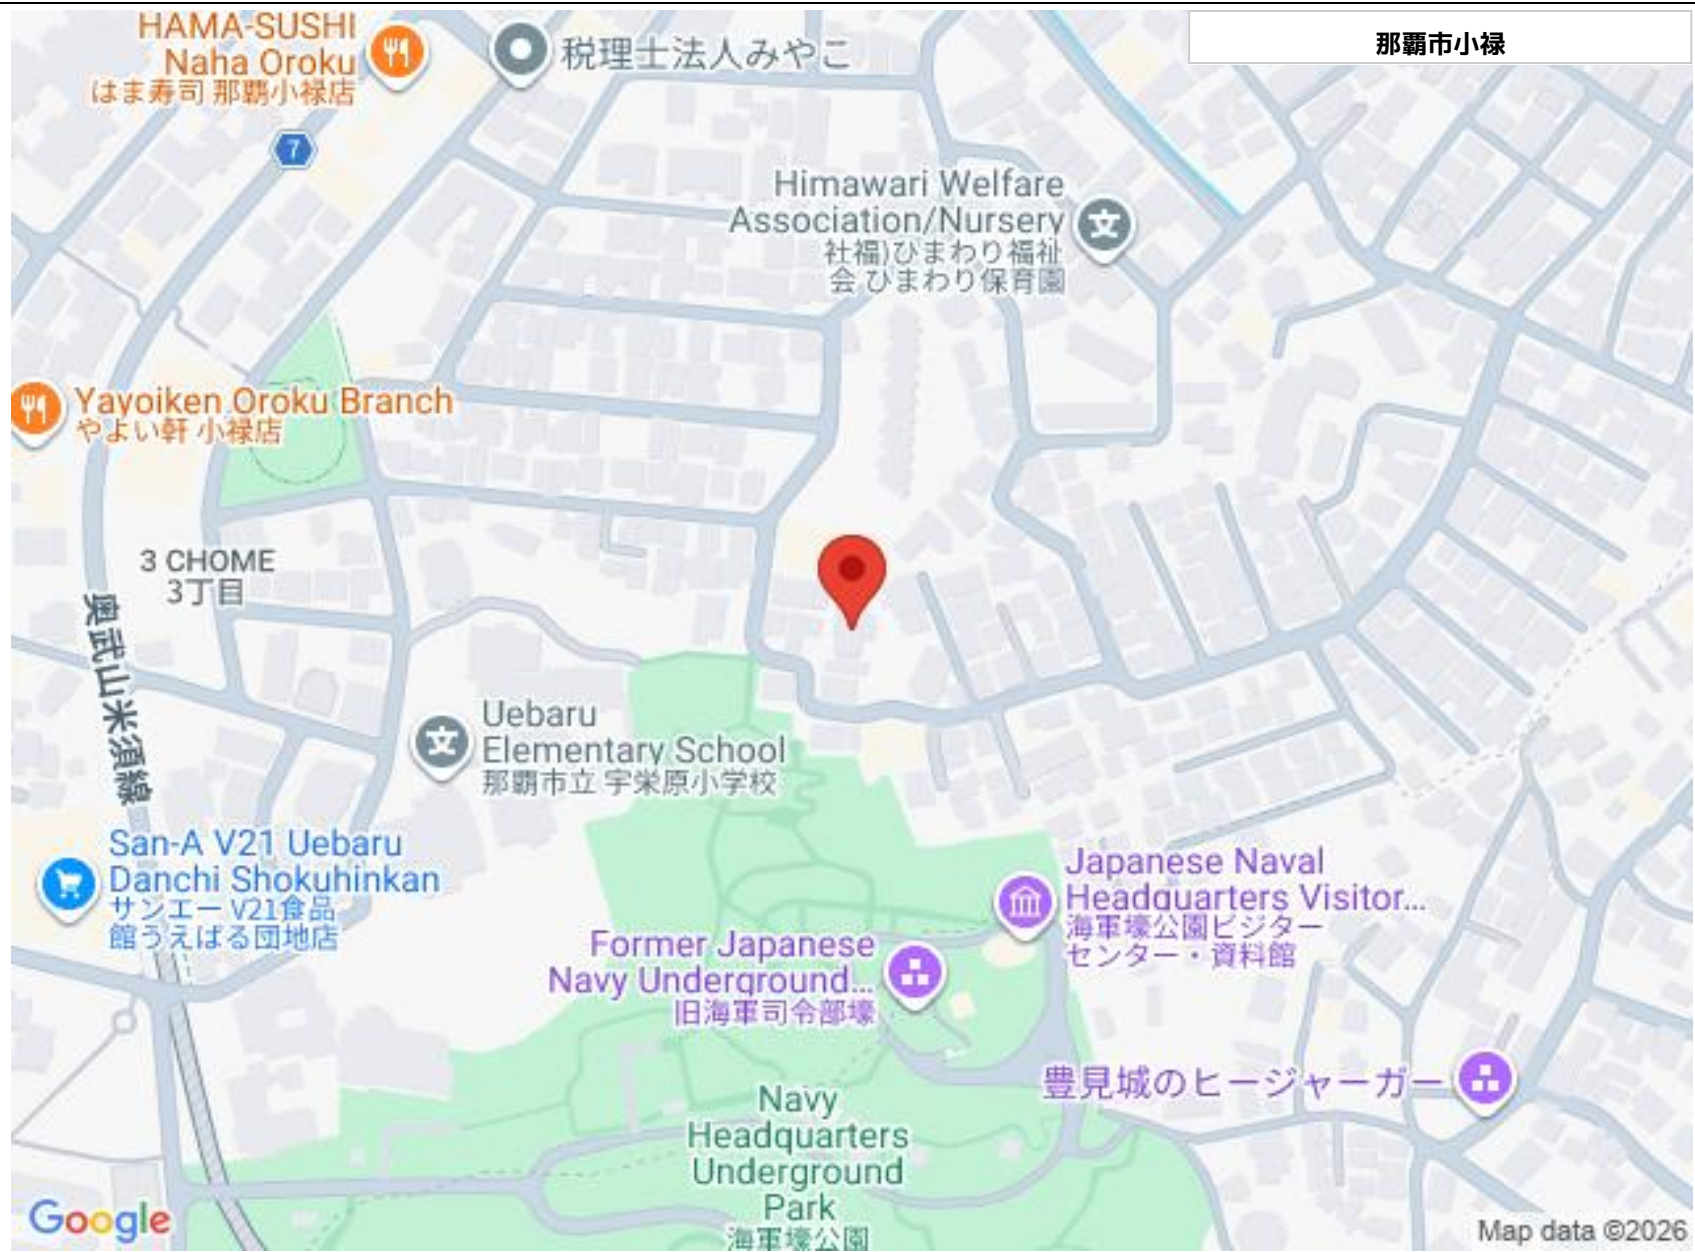 那覇市小禄
HAMA-SUSHI
Naha Oroku
はま寿司 那覇小禄店
税理士法人みやこ
7
Himawari Welfare
Association/Nursery
社福)ひまわり福祉
会 ひまわり保育園
Yayoiken Oroku Branch
やよい軒 小禄店
3 CHOME
3丁目
奥武山米須線
Uebaru
Elementary School
那覇市立 宇栄原小学校
San-A V21 Uebaru
Danchi Shokuhinkan
サンエー V21食品
館うえばる団地店
Japanese Naval
Headquarters Visitor...
海軍壕公園ビジター
センター・資料館
Former Japanese
Navy Underground...
旧海軍司令部壕
豊見城のヒージャーガー
Navy
Headquarters
Underground
Park
海軍壕公園
Google
Map data ©2026